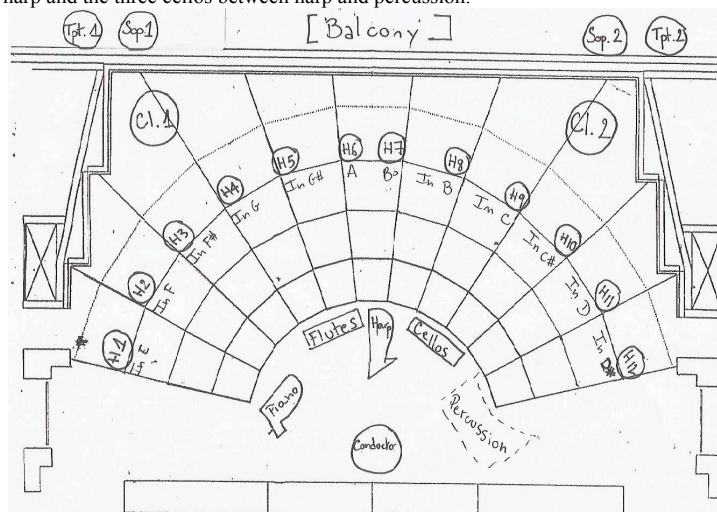 harp and the three cellos between harp and percussion.
Tpt.1 Sop1 [Balcony] Sop.2 Tpt.2
Cl.1 Cl.2
H6 H7
H5 H8
In G# A Bb In B
H4 H9
In G In C
H3 H10
In F# In C#
H2 H11
In F In D
Flutes Harp Cellos
H1 H12
In E In D#
Piano Percussion
Conductor